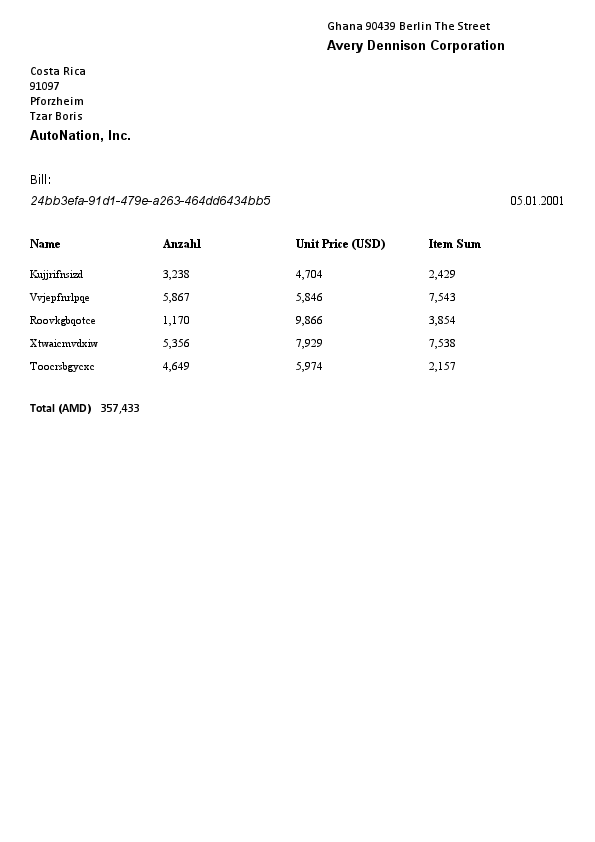 Ghana 90439 Berlin The Street
Avery Dennison Corporation
Costa Rica
91097
Pforzheim
Tzar Boris
AutoNation, Inc.
Bill:
24bb3efa-91d1-479e-a263-464dd6434bb5 05.01.2001
Name Anzahl Unit Price (USD) Item Sum
Kujjrifnsizd 3,238 4,704 2,429
Vvjepfnrlpqe 5,867 5,846 7,543
Roovkgbqotce 1,170 9,866 3,854
Xtwaicmvdxiw 5,356 7,929 7,538
Tooersbgycxc 4,649 5,974 2,157
Total (AMD) 357,433